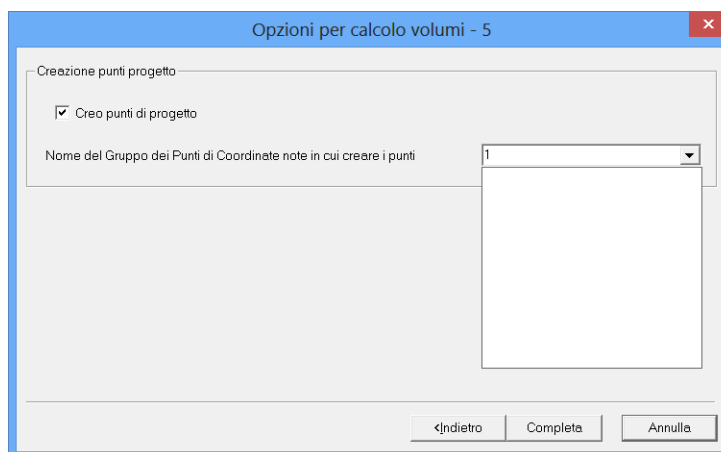 Opzioni per calcolo volumi - 5
Creazione punti progetto
Creo punti di progetto
Nome del Gruppo dei Punti di Coordinate note in cui creare i punti
1
<Indietro
Completa
Annulla